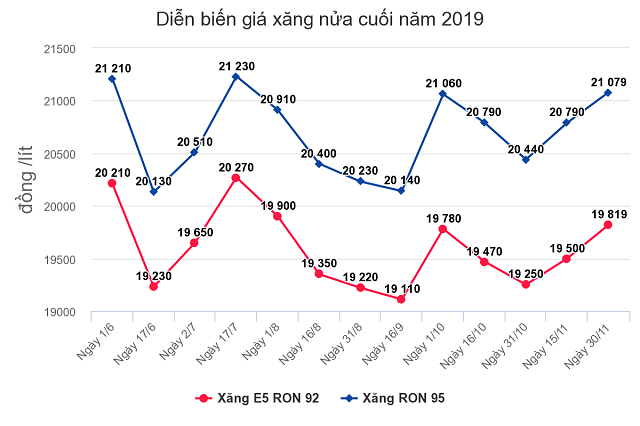 Diễn biến giá xăng nửa cuối năm 2019
đồng /lít
21500
21000
20500
20000
19500
19000
21 210
20 130
20 510
21 230
20 910
20 400
20 230
20 140
21 060
20 790
20 440
20 790
21 079
20 210
19 230
19 650
20 270
19 900
19 350
19 220
19 110
19 780
19 470
19 250
19 500
19 819
Ngày 1/6
Ngày 17/6
Ngày 2/7
Ngày 17/7
Ngày 1/8
Ngày 16/8
Ngày 31/8
Ngày 16/9
Ngày 1/10
Ngày 16/10
Ngày 31/10
Ngày 15/11
Ngày 30/11
Xăng E5 RON 92
Xăng RON 95